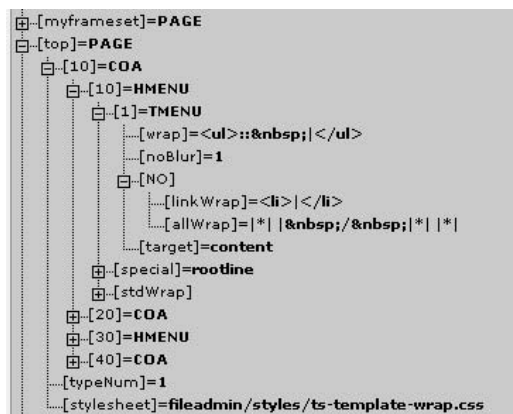 [myframeset]=PAGE
[top]=PAGE
[10]=COA
[10]=HMENU
[1]=TMENU
[wrap]=<ul>::&nbsp;|</ul>
[noBlur]=1
[NO]
[linkWrap]=<li>|</li>
[allWrap]=|*| |&nbsp;/&nbsp;|*| |*|
[target]=content
[special]=rootline
[stdWrap]
[20]=COA
[30]=HMENU
[40]=COA
[typeNum]=1
[stylesheet]=fileadmin/styles/ts-template-wrap.css